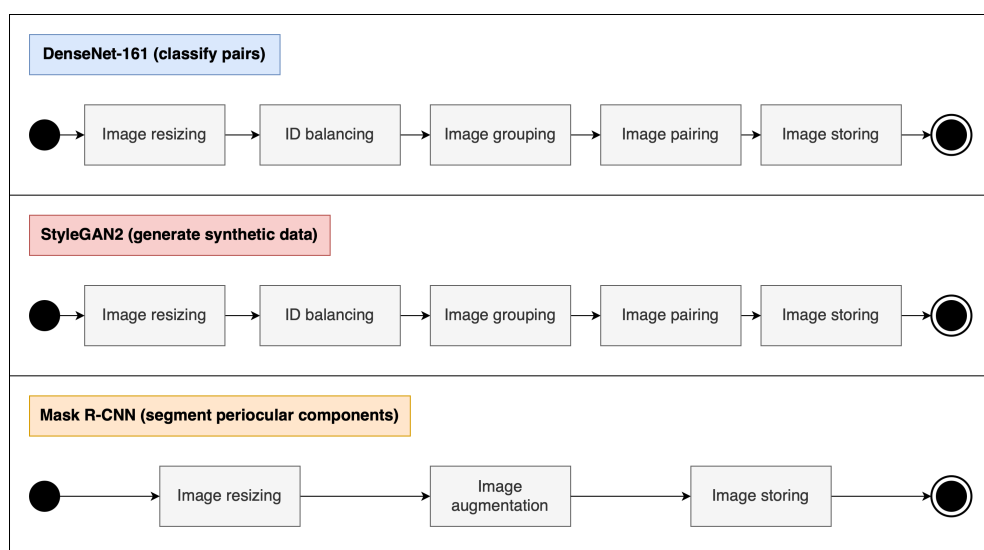 DenseNet-161 (classify pairs)
Image resizing
ID balancing
Image grouping
Image pairing
Image storing
StyleGAN2 (generate synthetic data)
Image resizing
ID balancing
Image grouping
Image pairing
Image storing
Mask R-CNN (segment periocular components)
Image resizing
Image
augmentation
Image storing